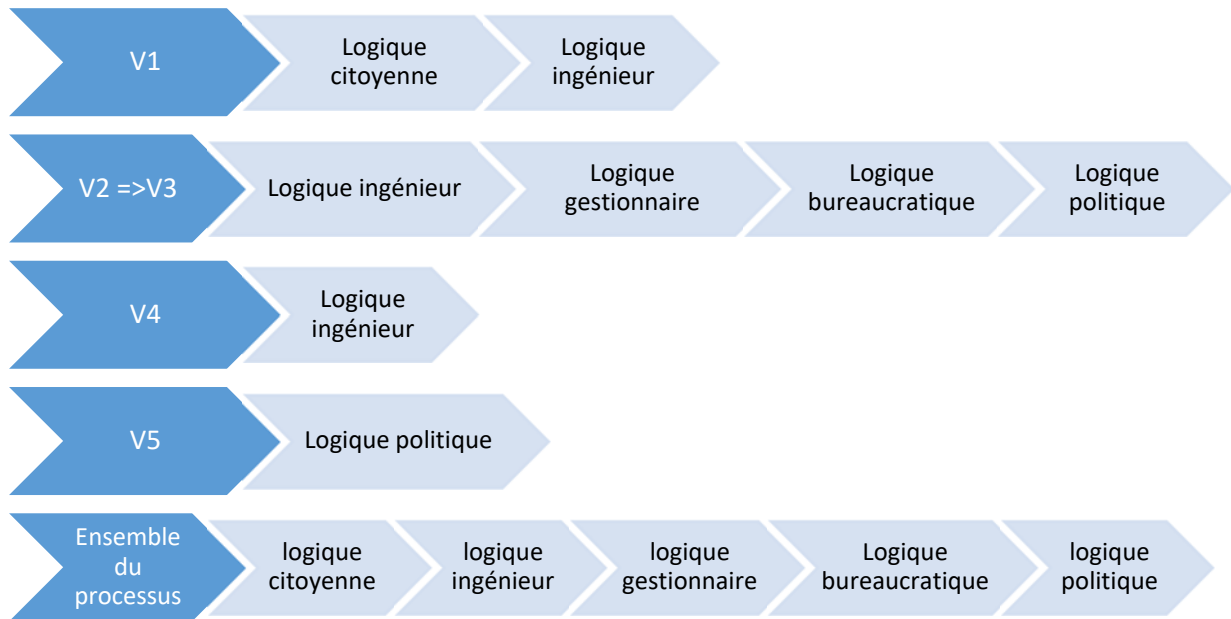 V1
Logique
citoyenne
Logique
ingénieur
V2 =>V3
Logique ingénieur
Logique
gestionnaire
Logique
bureaucratique
Logique
politique
V4
Logique
ingénieur
V5
Logique politique
Ensemble
du
processus
logique
citoyenne
logique
ingénieur
logique
gestionnaire
Logique
bureaucratique
logique
politique